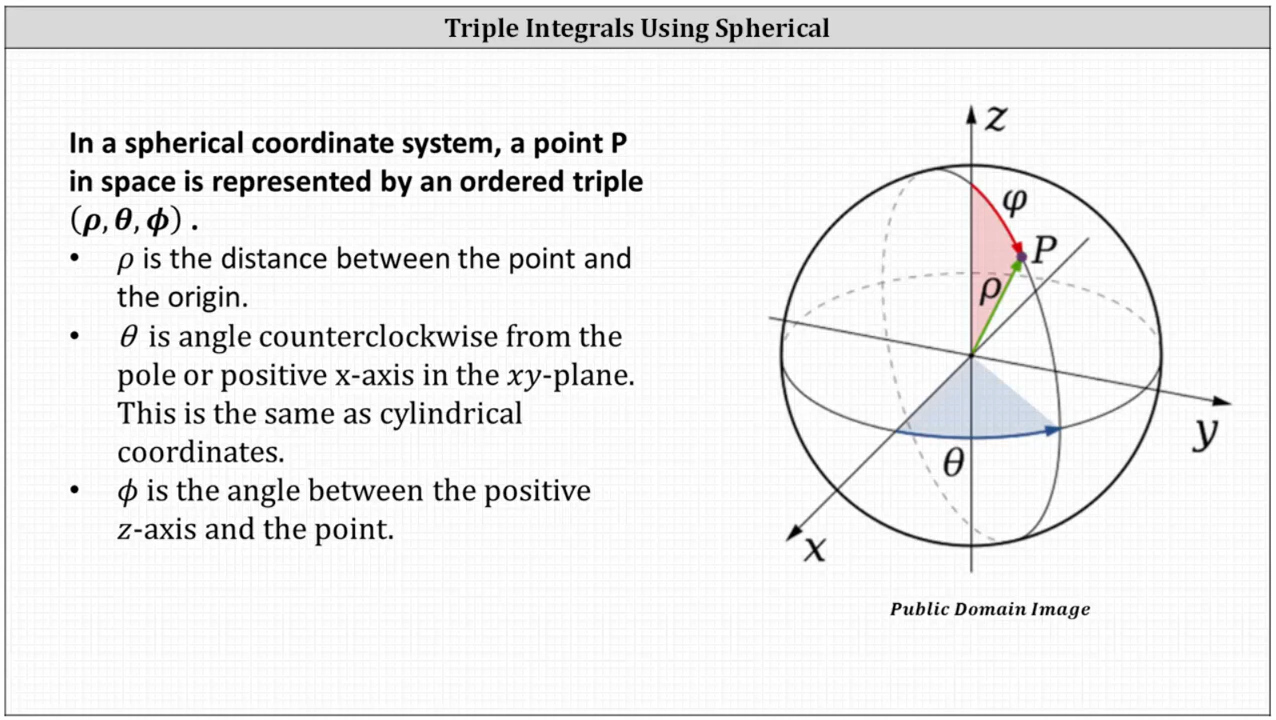 Triple Integrals Using Spherical
In a spherical coordinate system, a point P
in space is represented by an ordered triple
(ρ, θ, ϕ) .
• ρ is the distance between the point and
the origin.
• θ is angle counterclockwise from the
pole or positive x-axis in the xy-plane.
This is the same as cylindrical
coordinates.
• ϕ is the angle between the positive
z-axis and the point.
z
φ
P
ρ
y
θ
x
Public Domain Image